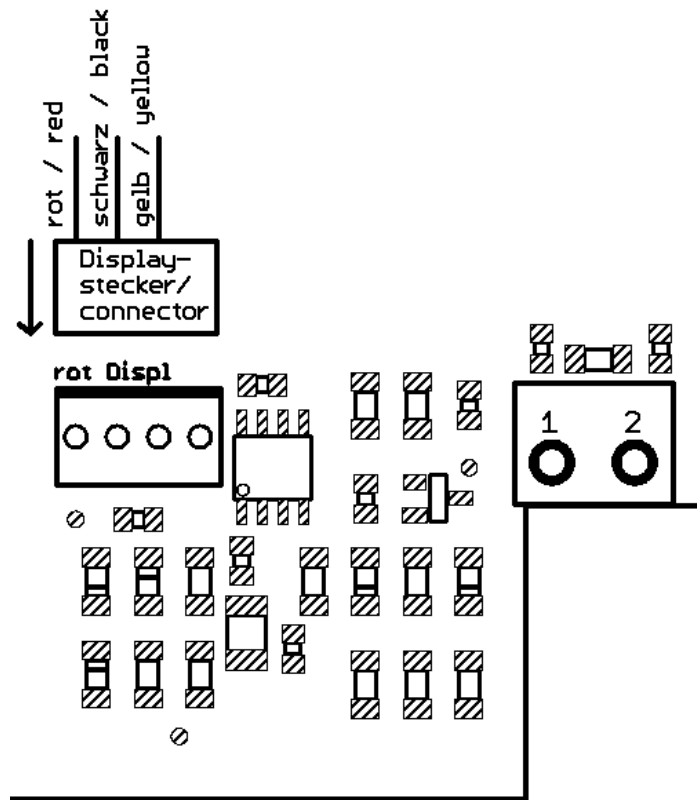 rot / red
schwarz / black
gelb / yellow
Display-
stecker/
connector
rot Displ
1 2